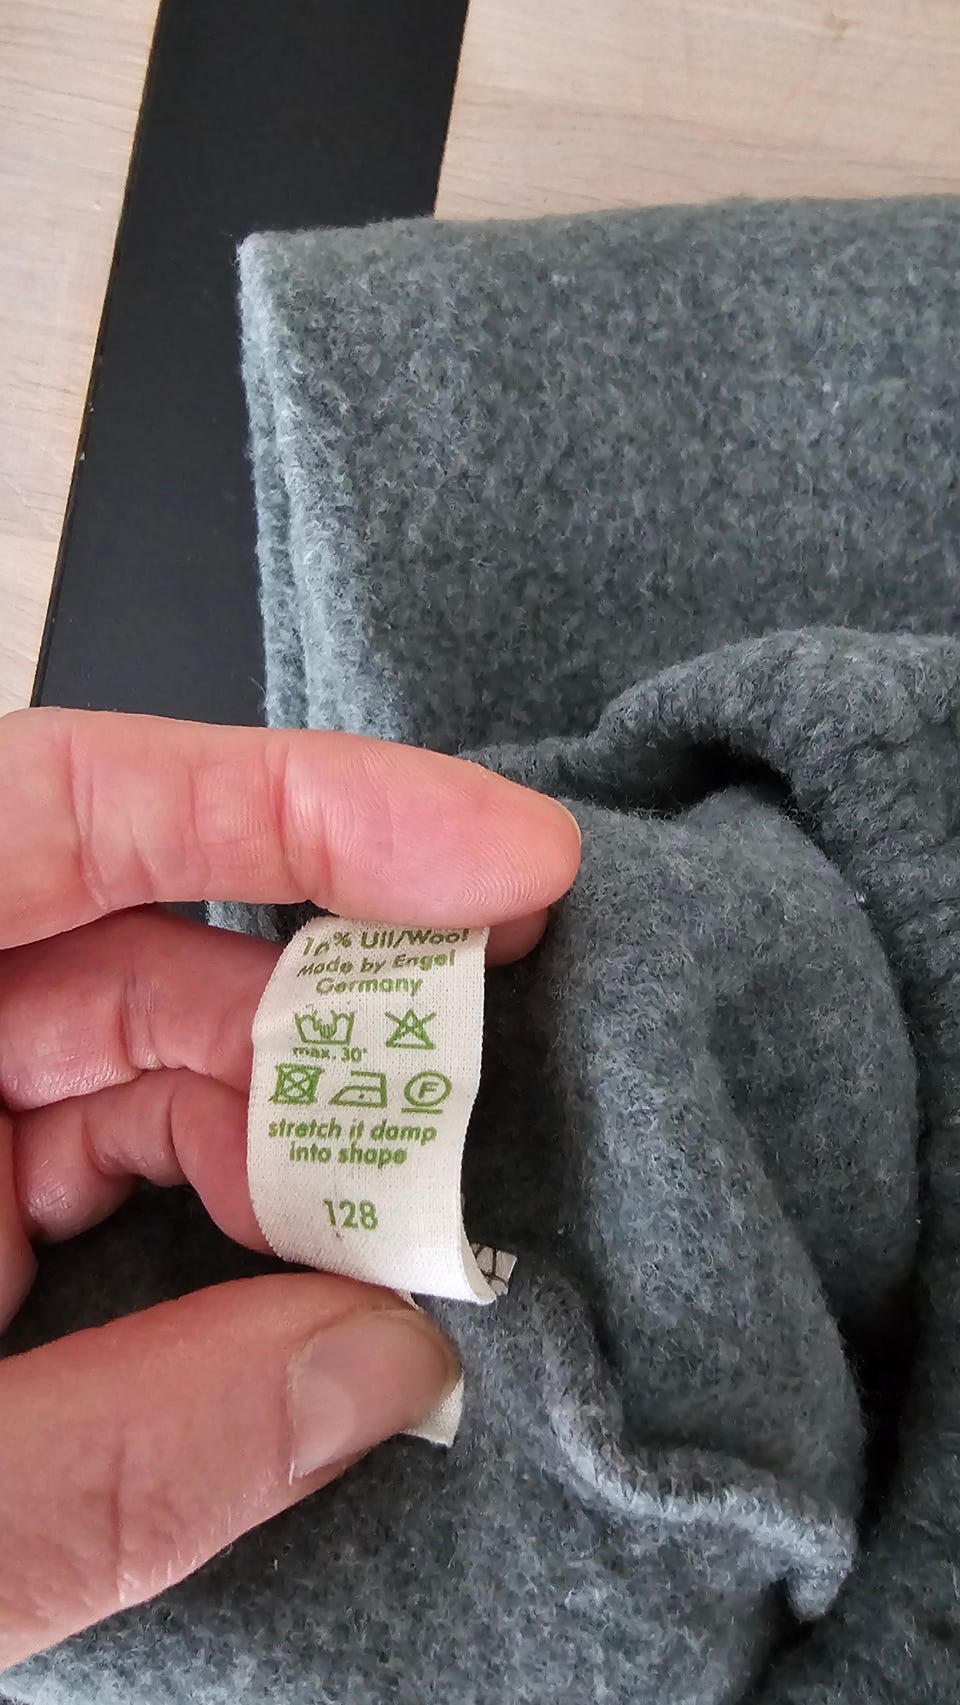 % Ull/Wool
Made by Engel
Germany
max. 30°
F
stretch it damp
into shape
128